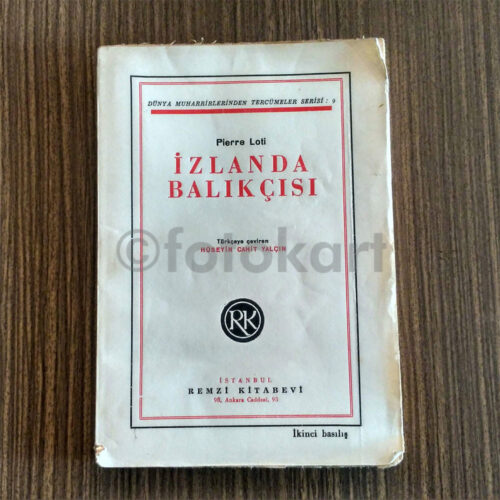 DÜNYA MUHARRİRLERİNDEN TERCÜMELER SERİSİ: 9
Pierre Loti
İZLANDA
BALIKÇISI
Türkçeye çeviren
HÜSEYİN CAHİT YALÇIN
©fotokart
RK
İSTANBUL
REMZİ KİTABEVİ
93, Ankara Caddesi, 93
İkinci basılış